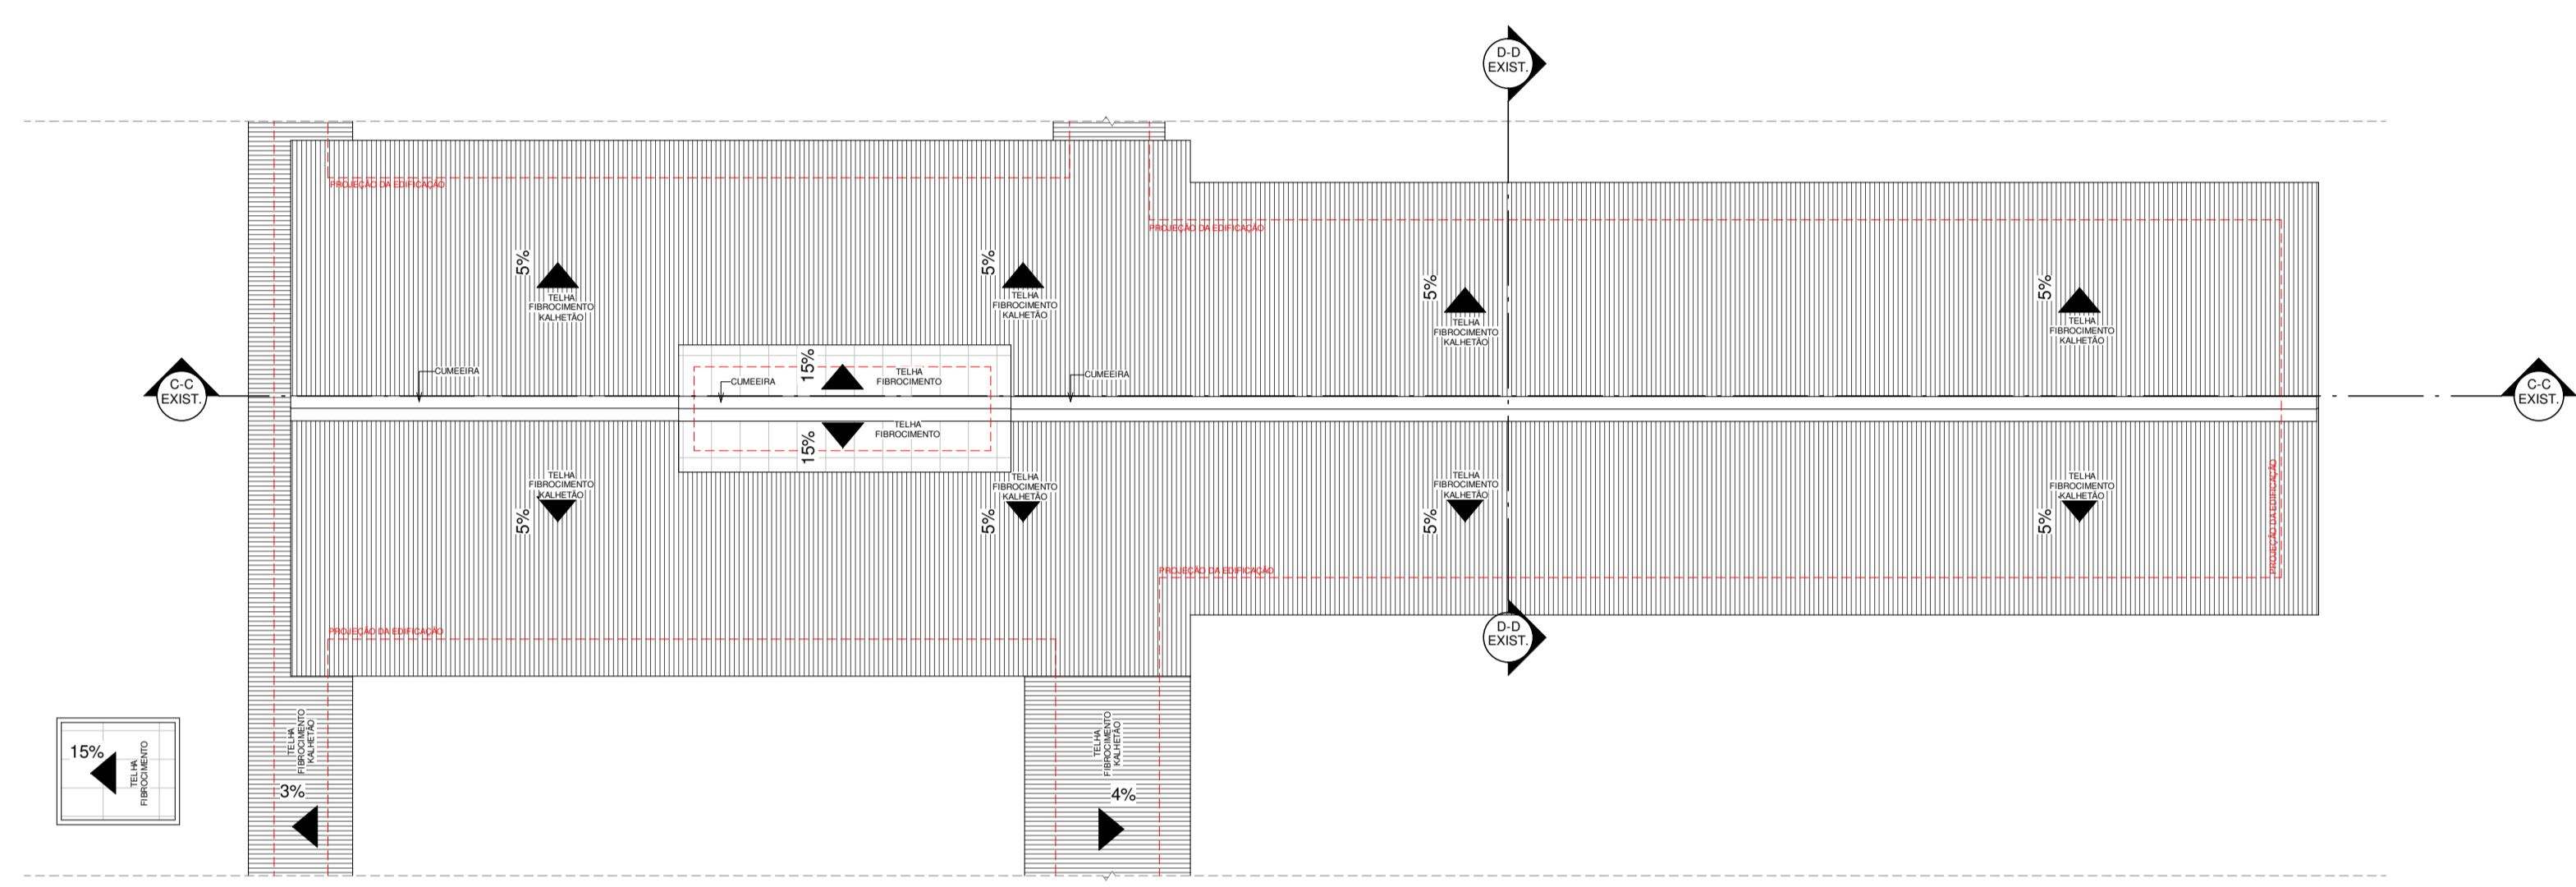 D-D
EXIST.
PROJEÇÃO DA EDIFICAÇÃO
PROJEÇÃO DA EDIFICAÇÃO
5%
TELHA
FIBROCIMENTO
KALHETÃO
5%
TELHA
FIBROCIMENTO
KALHETÃO
5%
TELHA
FIBROCIMENTO
KALHETÃO
5%
TELHA
FIBROCIMENTO
KALHETÃO
C-C
EXIST.
CUMEEIRA
CUMEEIRA
15%
TELHA
FIBROCIMENTO
CUMEEIRA
C-C
EXIST.
15%
TELHA
FIBROCIMENTO
TELHA
FIBROCIMENTO
KALHETÃO
5%
TELHA
FIBROCIMENTO
KALHETÃO
5%
TELHA
FIBROCIMENTO
KALHETÃO
5%
TELHA
FIBROCIMENTO
KALHETÃO
5%
PROJEÇÃO DA EDIFICAÇÃO
PROJEÇÃO DA EDIFICAÇÃO
PROJEÇÃO DA EDIFICAÇÃO
D-D
EXIST.
15%
TELHA
FIBROCIMENTO
TELHA
FIBROCIMENTO
KALHETÃO
3%
TELHA
FIBROCIMENTO
KALHETÃO
4%